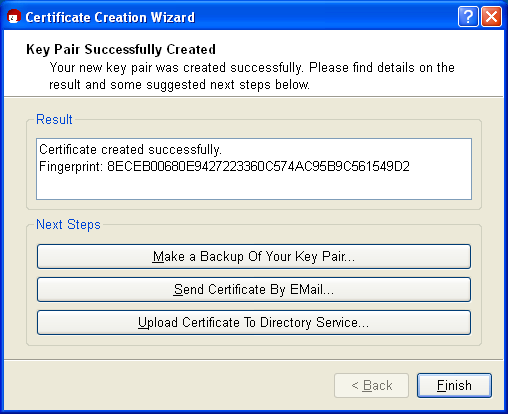 Certificate Creation Wizard
Key Pair Successfully Created
Your new key pair was created successfully. Please find details on the
result and some suggested next steps below.
Result
Certificate created successfully.
Fingerprint: 8ECEB00680E9427223360C574AC95B9C561549D2
Next Steps
Make a Backup Of Your Key Pair...
Send Certificate By EMail...
Upload Certificate To Directory Service...
< Back
Finish